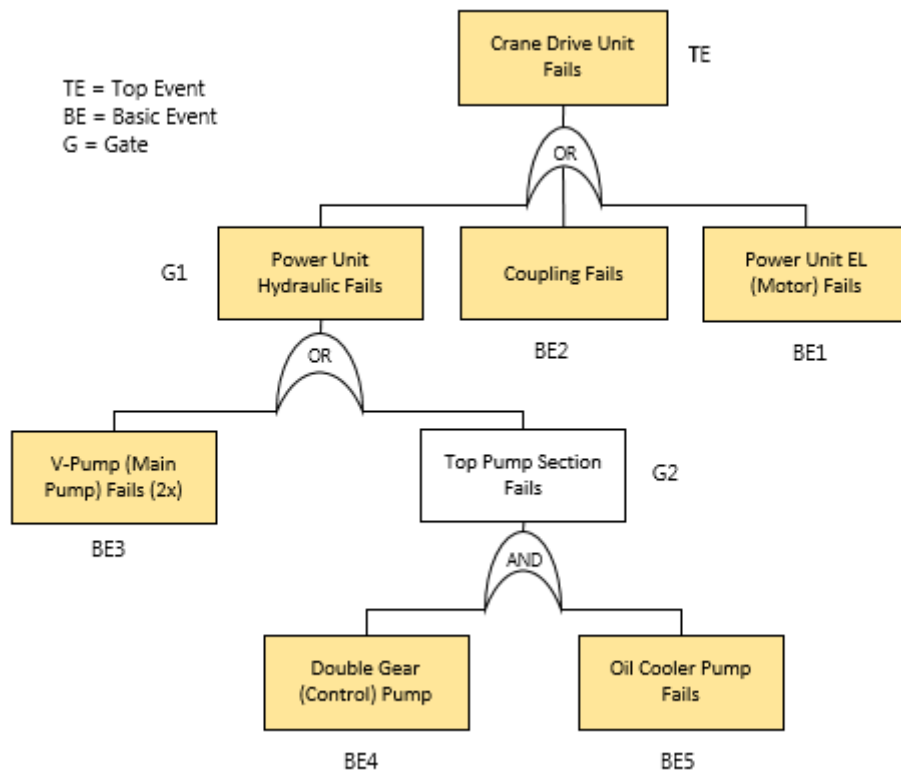 Crane Drive Unit
Fails
TE
TE = Top Event
BE = Basic Event
G = Gate
OR
G1
Power Unit
Hydraulic Fails
Coupling Fails
Power Unit EL
(Motor) Fails
BE2
BE1
OR
V-Pump (Main
Pump) Fails (2x)
Top Pump Section
Fails
G2
BE3
AND
Double Gear
(Control) Pump
Oil Cooler Pump
Fails
BE4
BE5